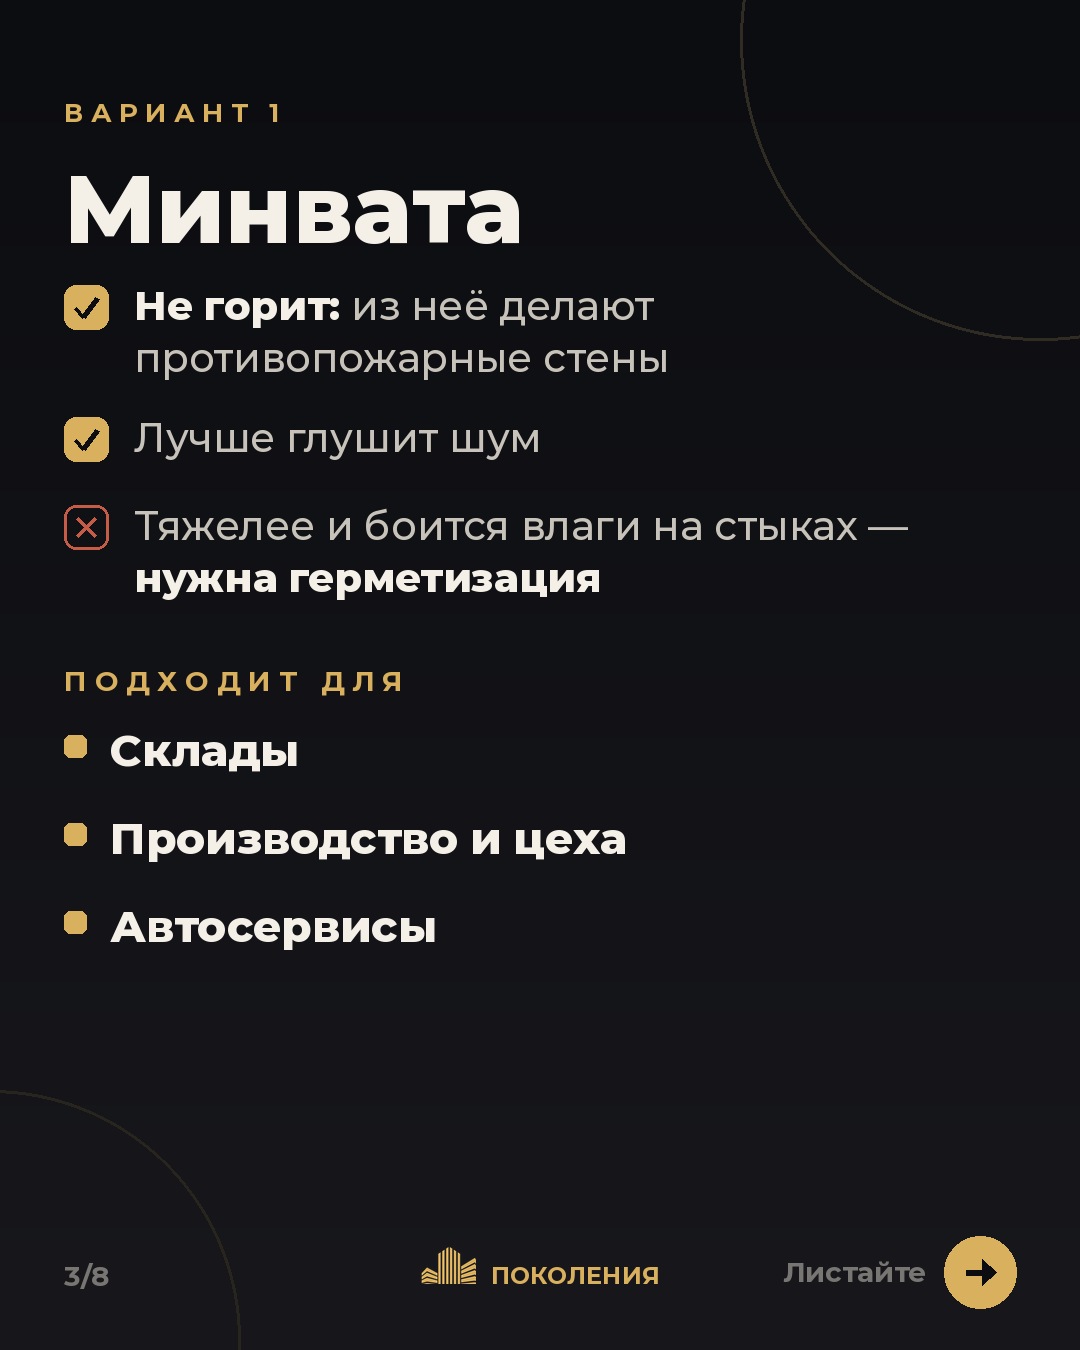 ВАРИАНТ 1
Минвата
Не горит: из неё делают
противопожарные стены
Лучше глушит шум
Тяжелее и боится влаги на стыках —
нужна герметизация
ПОДХОДИТ ДЛЯ
Склады
Производство и цеха
Автосервисы
3/8
ПОКОЛЕНИЯ
Листайте